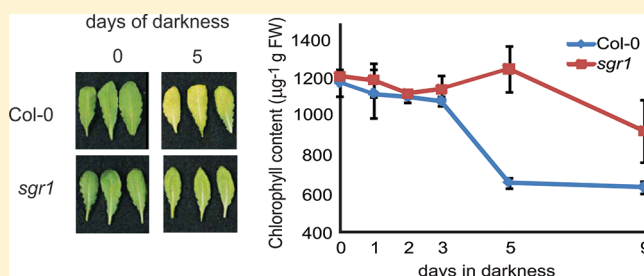 days of darkness
0 5
Col-0
sgr1
Chlorophyll content (µg-1 g FW)
1400
1200
1000
800
600
400
0 1 2 3 5 9
days in darkness
Col-0
sgr1